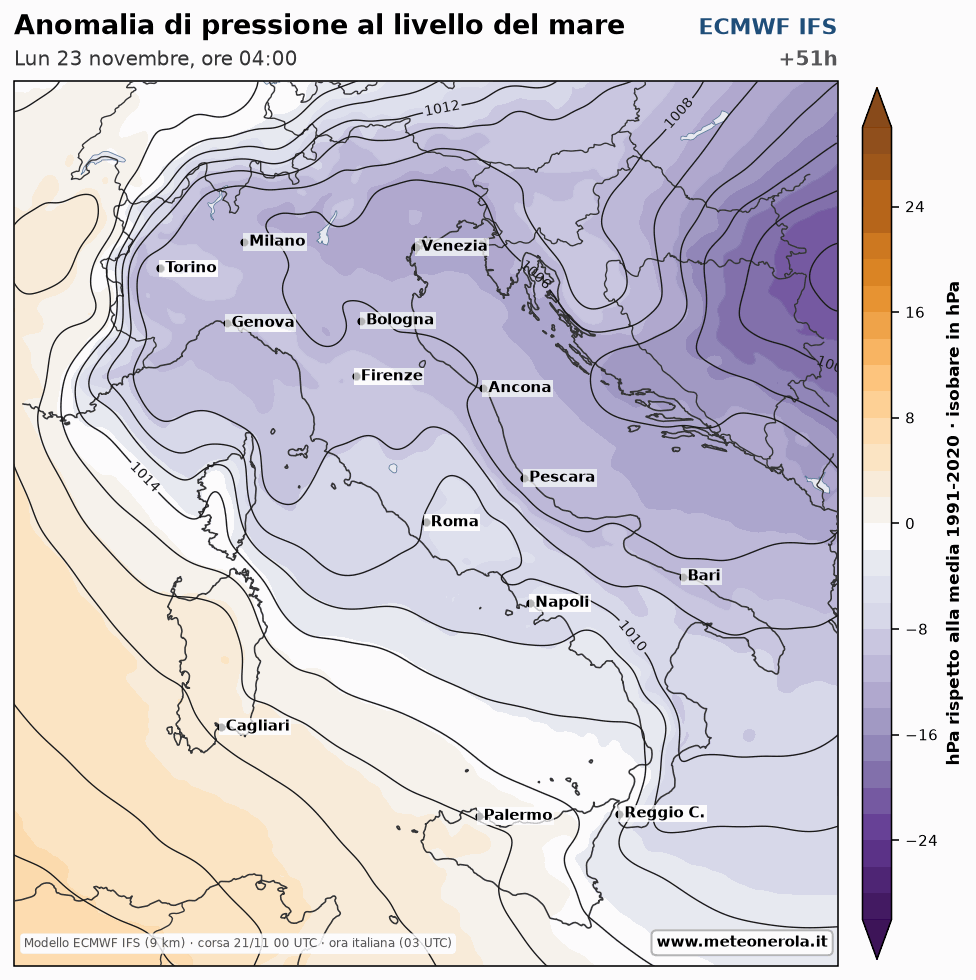 Anomalia di pressione al livello del mare
ECMWF IFS
Lun 23 novembre, ore 04:00
+51h
1012
1008
Milano
Venezia
Torino
1006
Genova
Bologna
Firenze
Ancona
1014
Pescara
Roma
Bari
Napoli
1010
Cagliari
Palermo
Reggio C.
24
16
8
0
−8
−16
−24
hPa rispetto alla media 1991-2020 · isobare in hPa
Modello ECMWF IFS (9 km) · corsa 21/11 00 UTC · ora italiana (03 UTC)
www.meteonerola.it